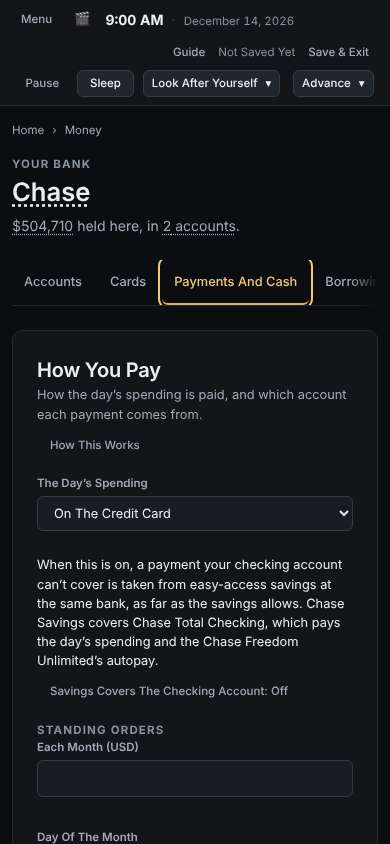 Menu 🎬 9:00 AM · December 14, 2026
Guide Not Saved Yet Save & Exit
Pause Sleep Look After Yourself ▾ Advance ▾
Home › Money
YOUR BANK
Chase
$504,710 held here, in 2 accounts.
Accounts Cards Payments And Cash Borrowin
How You Pay
How the day's spending is paid, and which account
each payment comes from.
How This Works
The Day's Spending
On The Credit Card
When this is on, a payment your checking account
can't cover is taken from easy-access savings at
the same bank, as far as the savings allows. Chase
Savings covers Chase Total Checking, which pays
the day's spending and the Chase Freedom
Unlimited's autopay.
Savings Covers The Checking Account: Off
STANDING ORDERS
Each Month (USD)
Day Of The Month